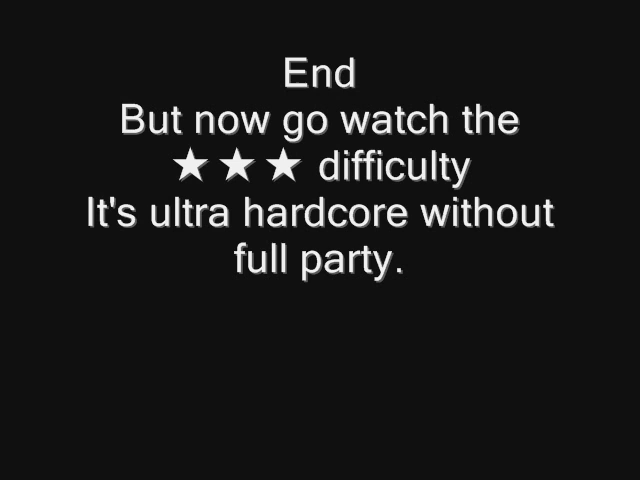 End
But now go watch the
★★★ difficulty
It's ultra hardcore without
full party.